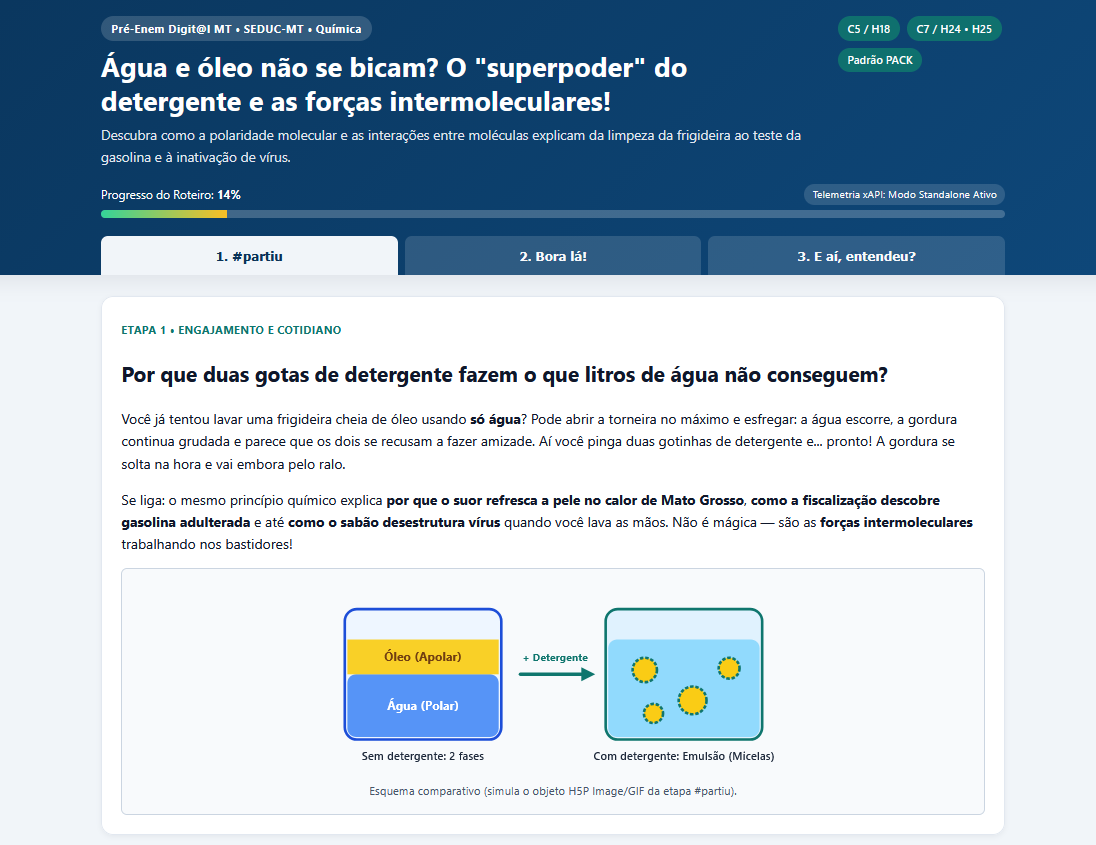 Pré-Enem Digit@l MT • SEDUC-MT • Química
C5 / H18
C7 / H24 • H25
Padrão PACK
Água e óleo não se bicam? O "superpoder" do
detergente e as forças intermoleculares!
Descubra como a polaridade molecular e as interações entre moléculas explicam da limpeza da frigideira ao teste da
gasolina e à inativação de vírus.
Progresso do Roteiro: 14%
Telemetria xAPI: Modo Standalone Ativo
1. #partiu
2. Bora lá!
3. E aí, entendeu?
ETAPA 1 • ENGAJAMENTO E COTIDIANO
Por que duas gotas de detergente fazem o que litros de água não conseguem?
Você já tentou lavar uma frigideira cheia de óleo usando só água? Pode abrir a torneira no máximo e esfregar: a água escorre, a gordura
continua grudada e parece que os dois se recusam a fazer amizade. Aí você pinga duas gotinhas de detergente e... pronto! A gordura se
solta na hora e vai embora pelo ralo.
Se liga: o mesmo princípio químico explica por que o suor refresca a pele no calor de Mato Grosso, como a fiscalização descobre
gasolina adulterada e até como o sabão desestrutura vírus quando você lava as mãos. Não é mágica — são as forças intermoleculares
trabalhando nos bastidores!
Óleo (Apolar)
Água (Polar)
+ Detergente
Sem detergente: 2 fases
Com detergente: Emulsão (Micelas)
Esquema comparativo (simula o objeto H5P Image/GIF da etapa #partiu).